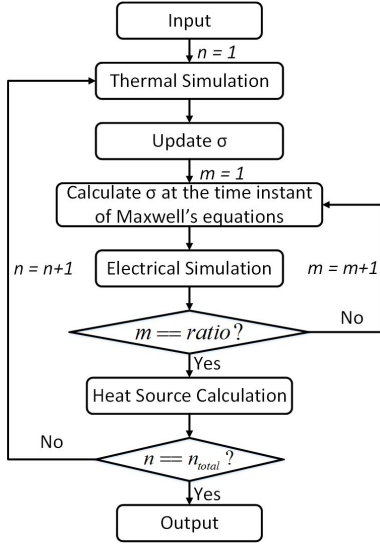 Input
n = 1
Thermal Simulation
Update σ
m = 1
Calculate σ at the time instant
of Maxwell's equations
n = n+1
Electrical Simulation
m = m+1
m == ratio?
No
Yes
Heat Source Calculation
No
n == n_total ?
Yes
Output